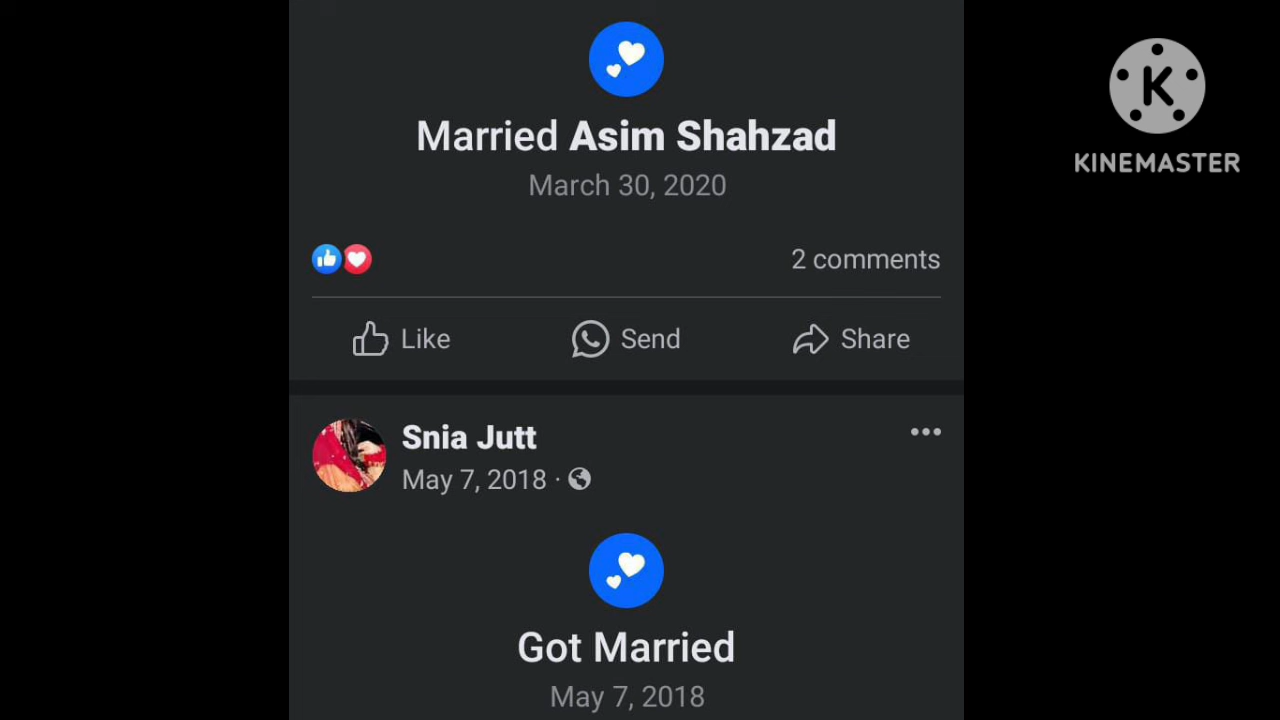 Married Asim Shahzad
March 30, 2020
2 comments
Like Send Share
Snia Jutt
May 7, 2018 ·
Got Married
May 7, 2018
K
KINEMASTER